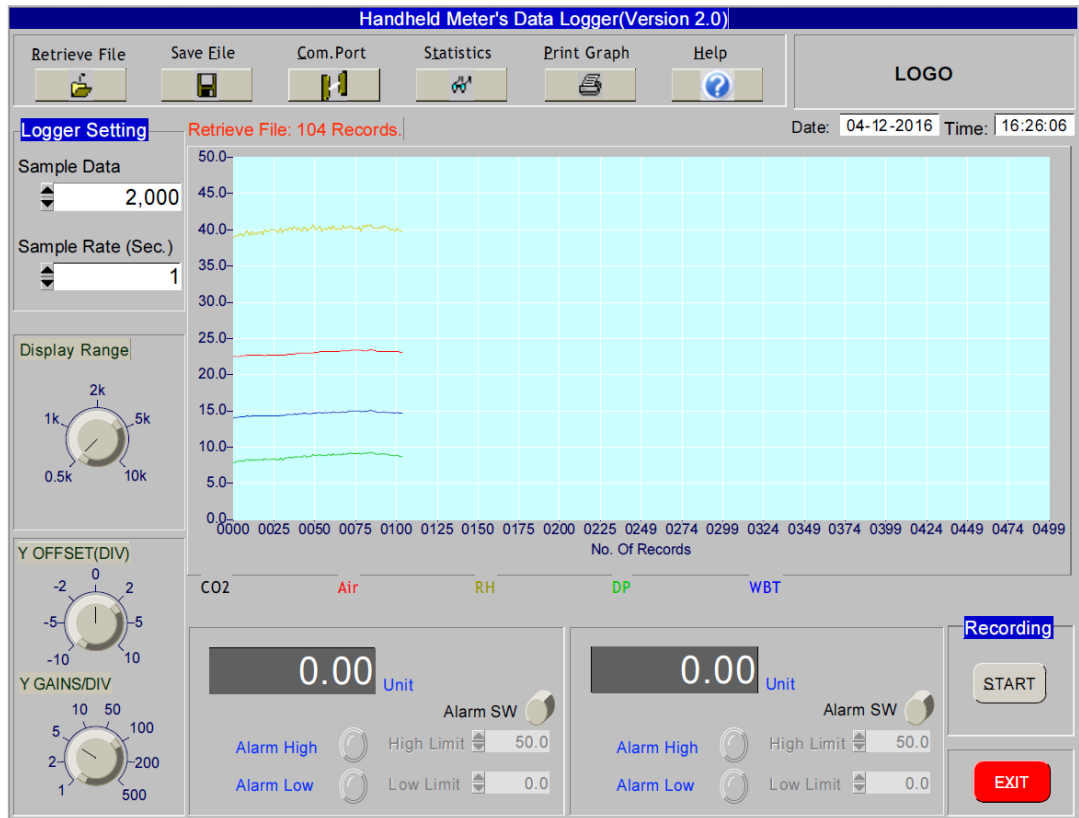 Handheld Meter's Data Logger(Version 2.0)
Retrieve File Save File Com.Port Statistics Print Graph Help
LOGO
Logger Setting
Retrieve File: 104 Records.
Date: 04-12-2016 Time: 16:26:06
Sample Data
2,000
Sample Rate (Sec.)
1
Display Range
2k
1k 5k
0.5k 10k
Y OFFSET(DIV)
0
-2 2
-5 -5
-10 10
Y GAINS/DIV
10 50
5 100
2 200
1 500
50.0
45.0
40.0
35.0
30.0
25.0
20.0
15.0
10.0
5.0
0.0
0000 0025 0050 0075 0100 0125 0150 0175 0200 0225 0249 0274 0299 0324 0349 0374 0399 0424 0449 0474 0499
No. Of Records
CO2 Air RH DP WBT
0.00 Unit
Alarm SW
Alarm High High Limit 50.0
Alarm Low Low Limit 0.0
0.00 Unit
Alarm SW
Alarm High High Limit 50.0
Alarm Low Low Limit 0.0
Recording
START
EXIT